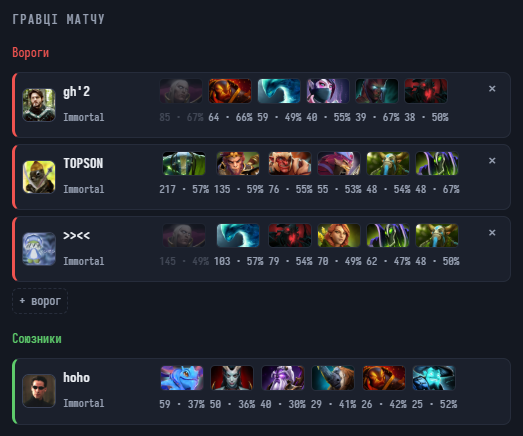 ГРАВЦІ МАТЧУ
Вороги
gh'2
Immortal
85 · 67% 64 · 66% 59 · 49% 40 · 55% 39 · 67% 38 · 50%
×
TOPSON
Immortal
217 · 57% 135 · 59% 76 · 55% 55 · 53% 48 · 54% 48 · 67%
×
>><<
Immortal
145 · 49% 103 · 57% 79 · 54% 70 · 49% 62 · 47% 48 · 50%
×
+ ворог
Союзники
hoho
Immortal
59 · 37% 50 · 36% 40 · 30% 29 · 41% 26 · 42% 25 · 52%